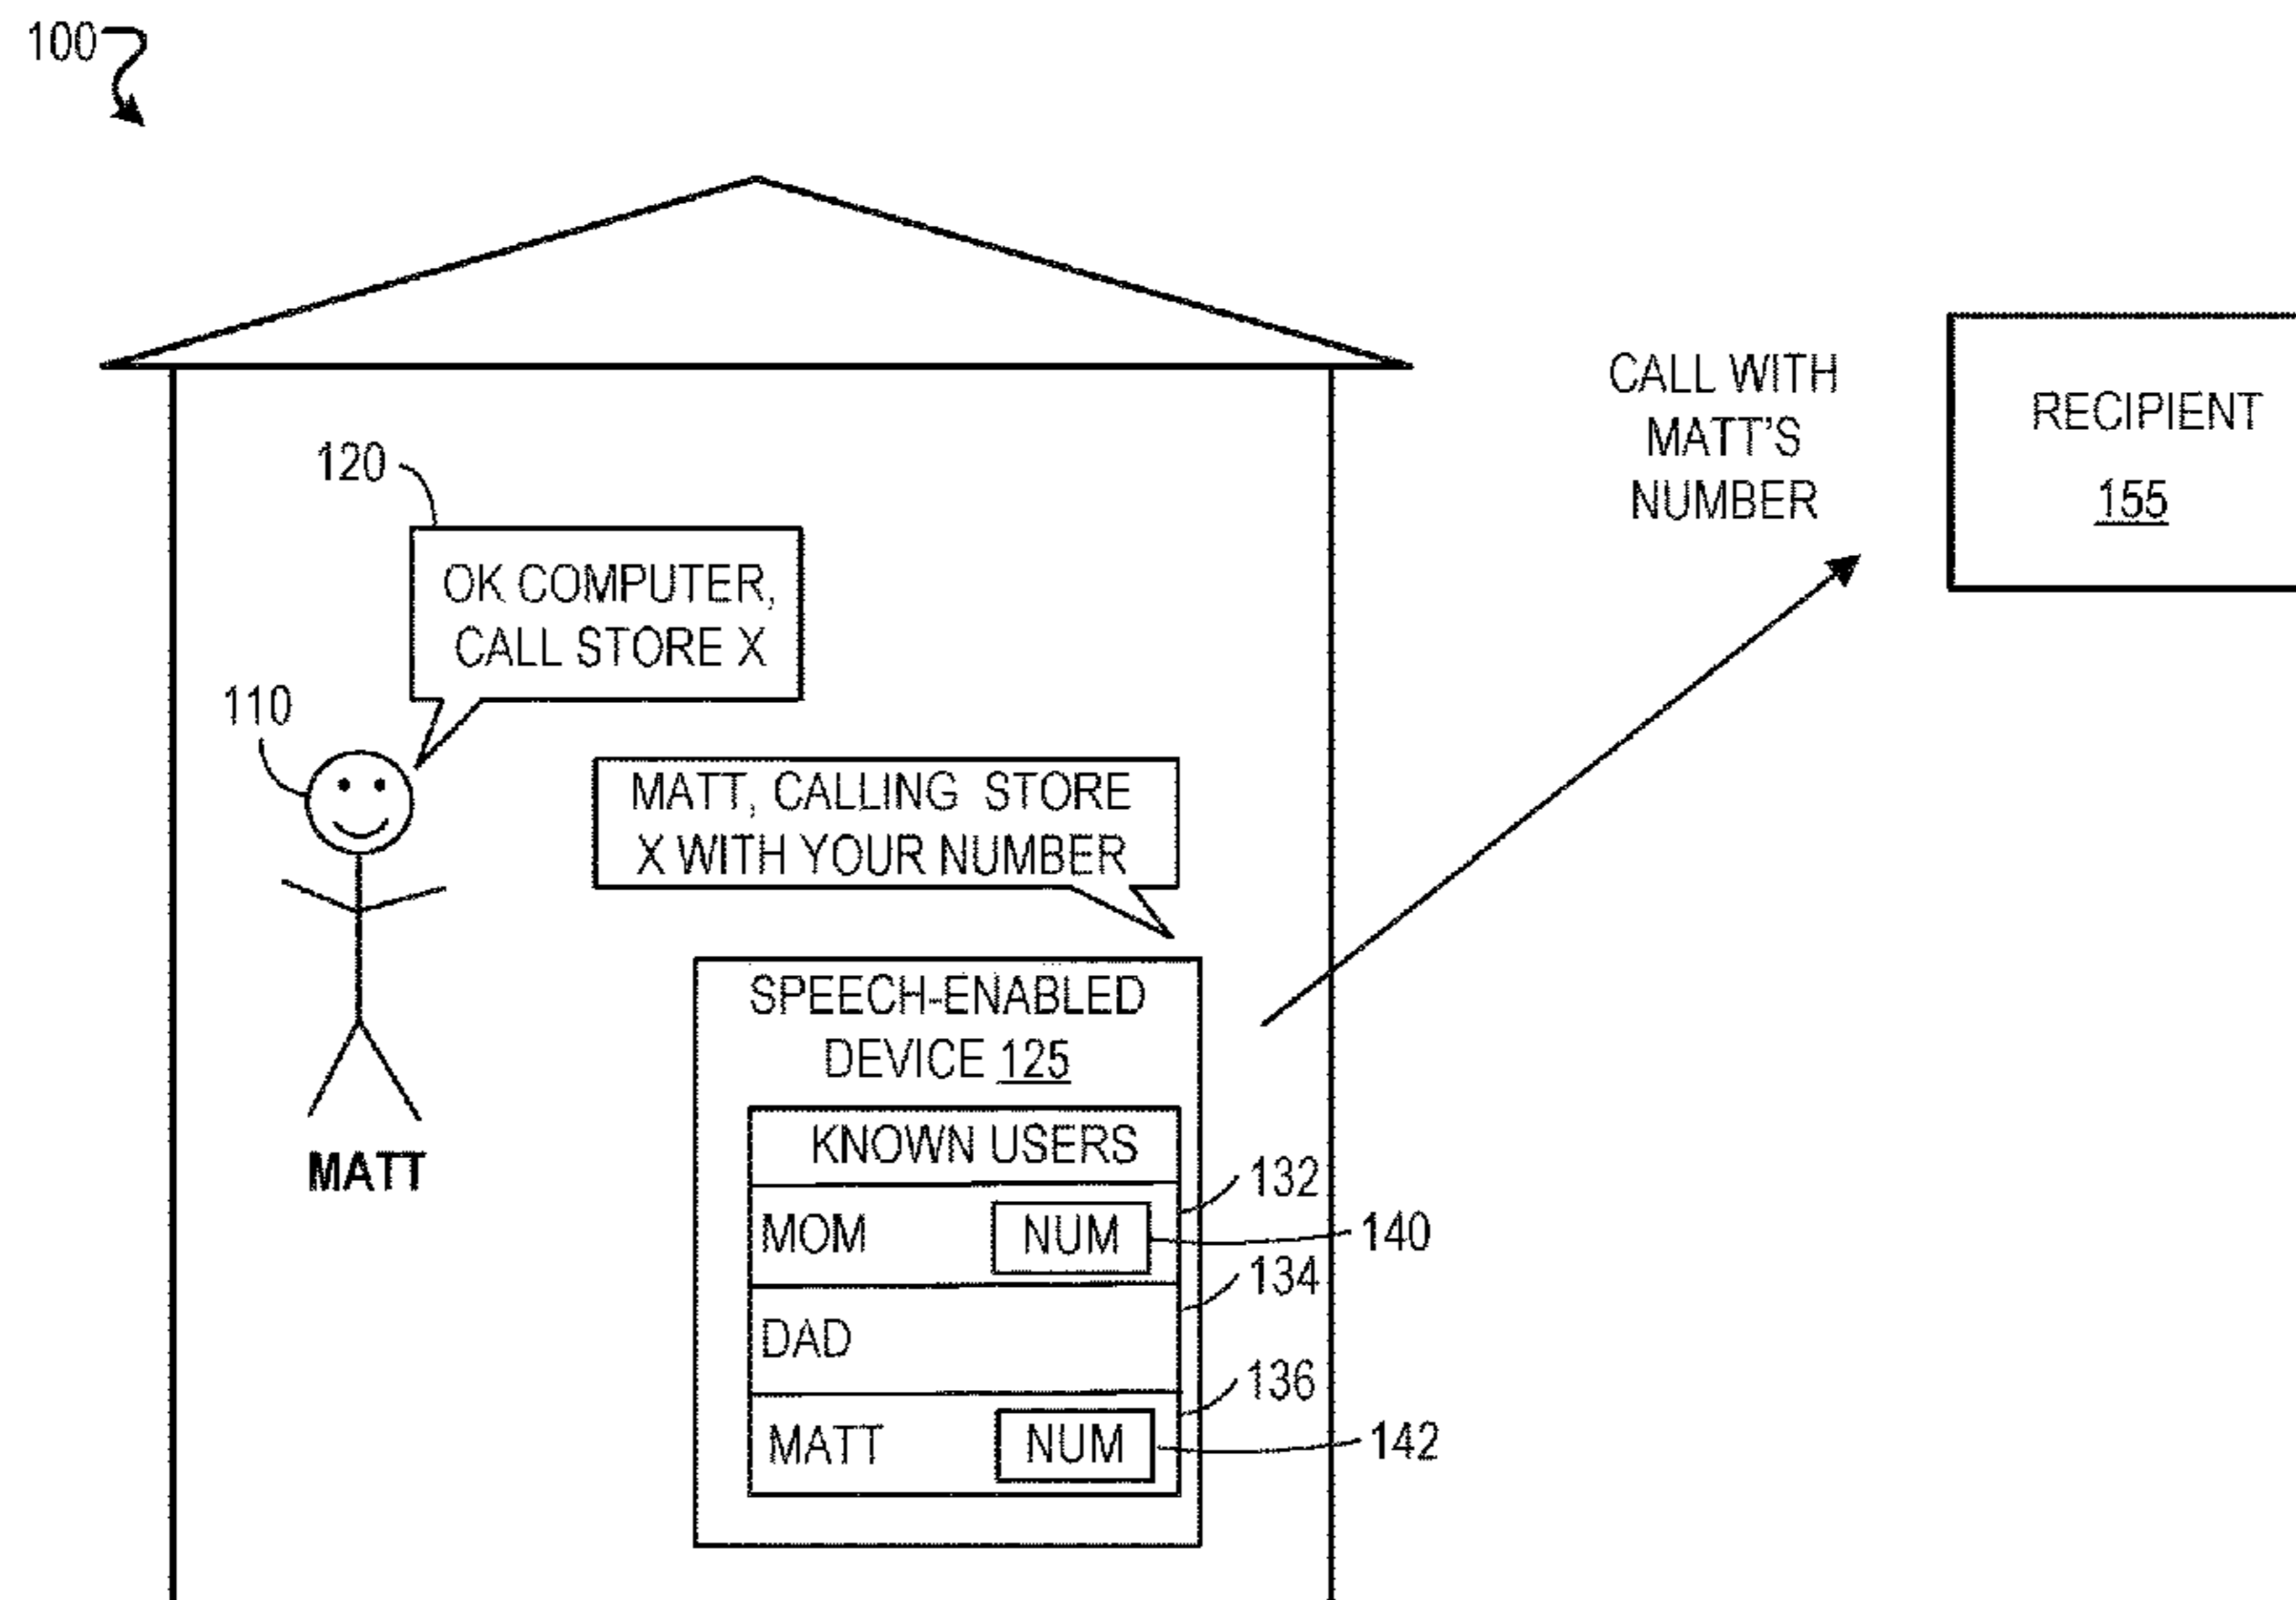 100
CALL WITH
MATT'S
NUMBER
RECIPIENT
155
120
OK COMPUTER,
CALL STORE X
110
MATT, CALLING STORE
X WITH YOUR NUMBER
MATT
SPEECH-ENABLED
DEVICE 125
KNOWN USERS
132
MOM NUM
140
134
DAD
136
MATT NUM
142